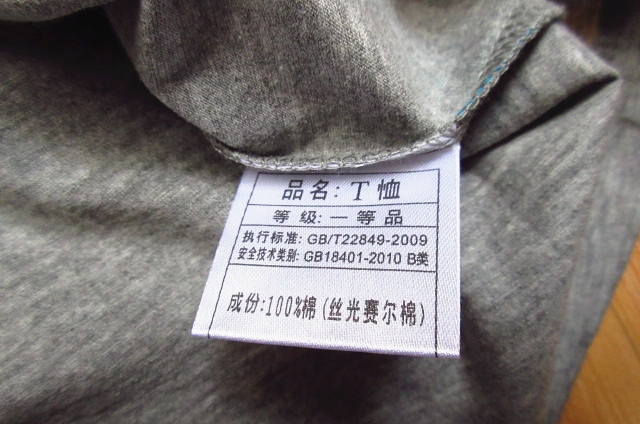 品名: T恤
等级: 一等品
执行标准: GB/T22849-2009
安全技术类别: GB18401-2010 B类
成份:100%棉(丝光赛尔棉)